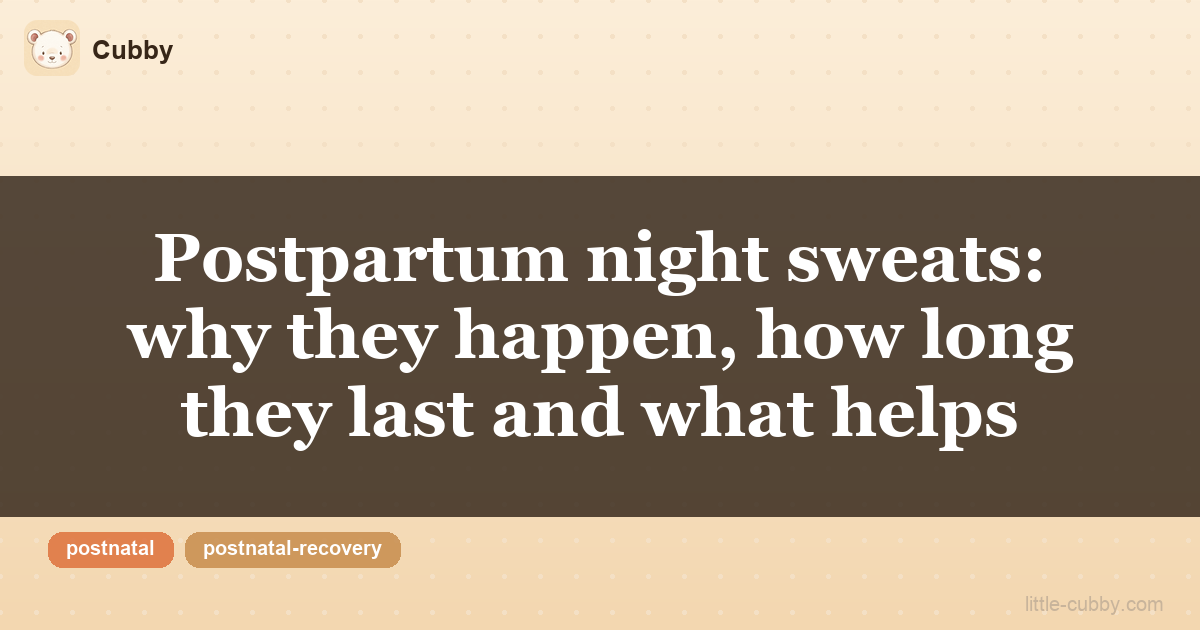 Cubby
Postpartum night sweats:
why they happen, how long
they last and what helps
postnatal
postnatal-recovery
little-cubby.com